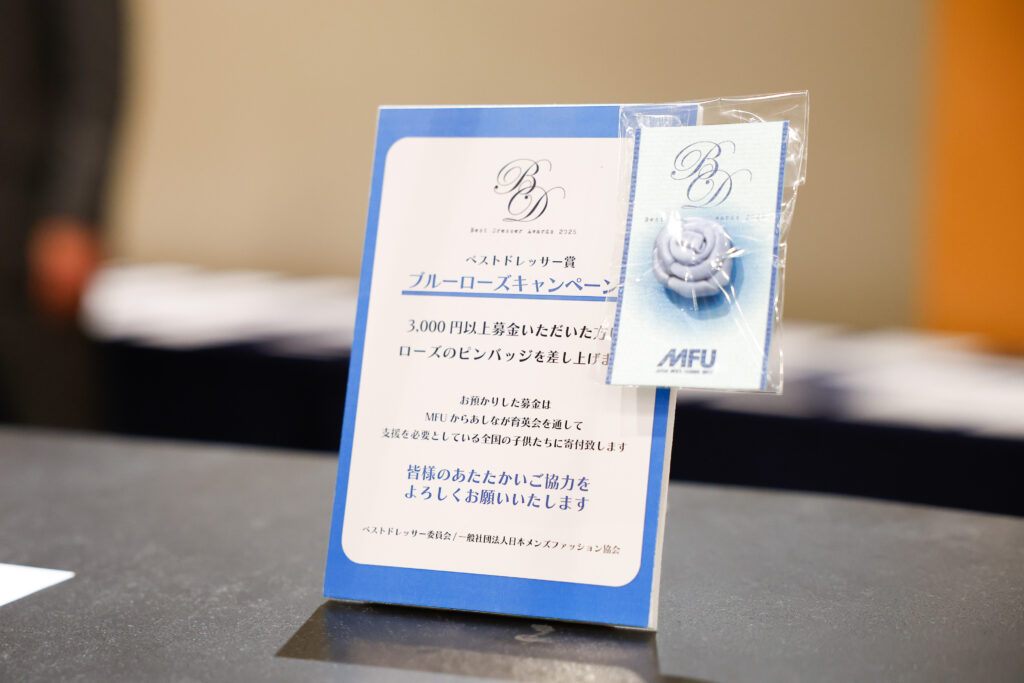 BD
Best Dresser Awards 2025
ベストドレッサー賞
ブルーローズキャンペーン
3,000円以上募金いただいた方
ローズのピンバッジを差し上げま
お預かりした募金は
MFUからあしなが育英会を通して
支援を必要としている全国の子供たちに寄付致します
皆様のあたたかいご協力を
よろしくお願いいたします
ベストドレッサー委員会/一般社団法人日本メンズファッション協会
BD
Best Awards 2025
MFU